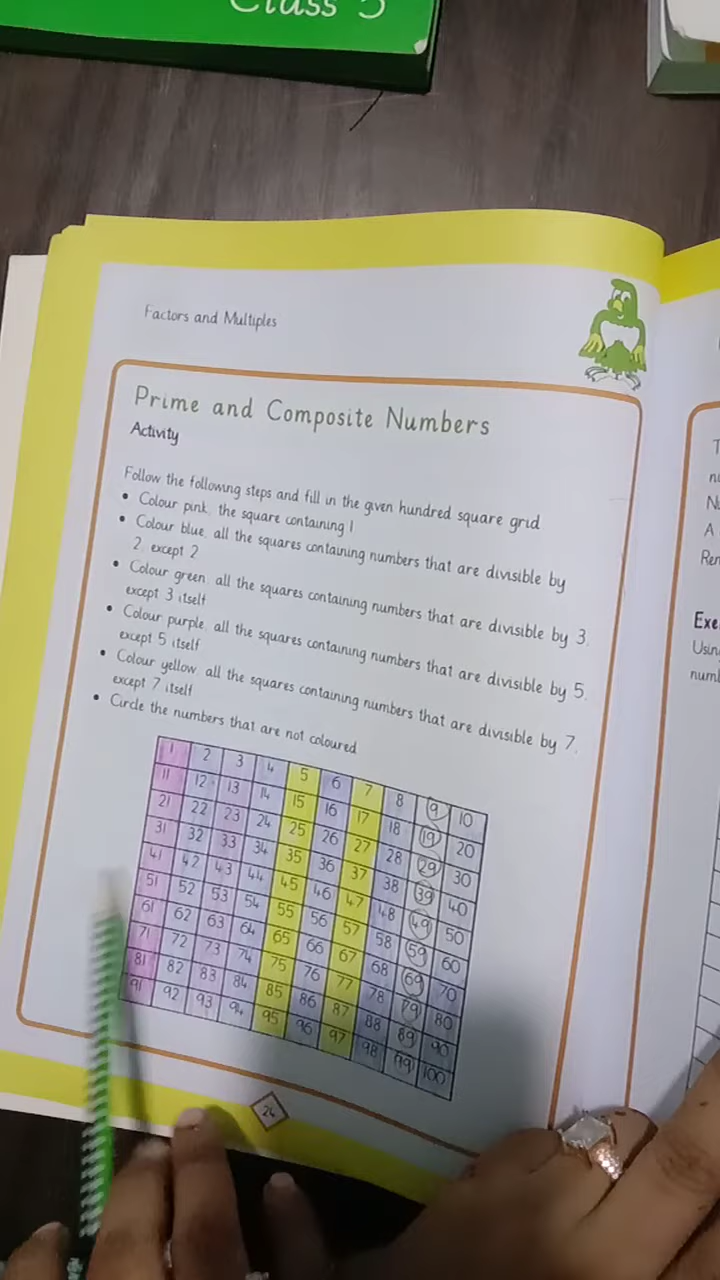 Class 5
Factors and Multiples
Prime and Composite Numbers
Activity
Follow the following steps and fill in the given hundred square grid
• Colour pink, the square containing 1
• Colour blue, all the squares containing numbers that are divisible by
2, except 2
• Colour green, all the squares containing numbers that are divisible by 3,
except 3 itself
• Colour purple, all the squares containing numbers that are divisible by 5,
except 5 itself
• Colour yellow, all the squares containing numbers that are divisible by 7,
except 7 itself
• Circle the numbers that are not coloured
1 2 3 4 5 6 7 8 9 10
11 12 13 14 15 16 17 18 19 20
21 22 23 24 25 26 27 28 29 30
31 32 33 34 35 36 37 38 39 40
41 42 43 44 45 46 47 48 49 50
51 52 53 54 55 56 57 58 59 60
61 62 63 64 65 66 67 68 69 70
71 72 73 74 75 76 77 78 79 80
81 82 83 84 85 86 87 88 89 90
91 92 93 94 95 96 97 98 99 100
24
A
Exe
Usin
num